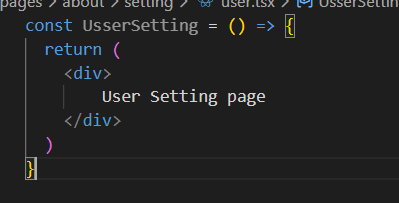 pages > about > setting > user.tsx > UsserSettin
const UsserSetting = () => {
return (
<div>
User Setting page
</div>
)
}